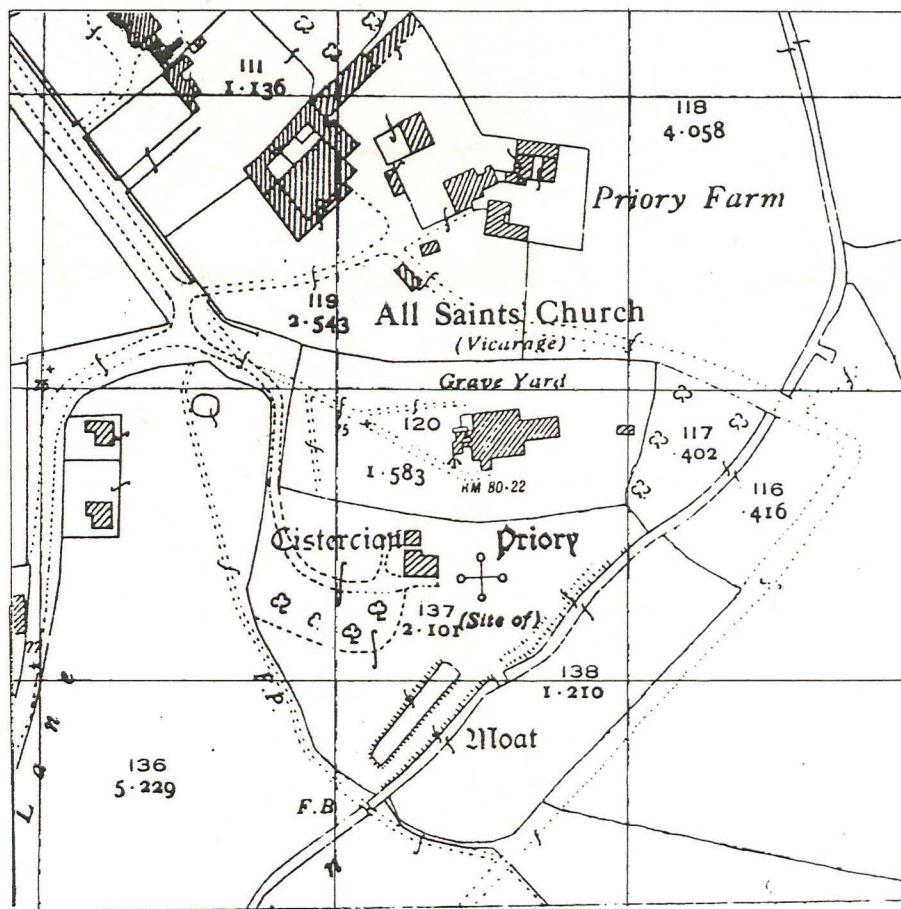 111
1·136
118
4·058
Priory Farm
119
2·543
All Saints' Church
(Vicarage)
Grave Yard
75
120
117
·402
1·583
BM 80·22
116
·416
Cistercian Priory
137
2·101
(Site of)
138
1·210
F.P.
Moat
Lane
136
5·229
F.B